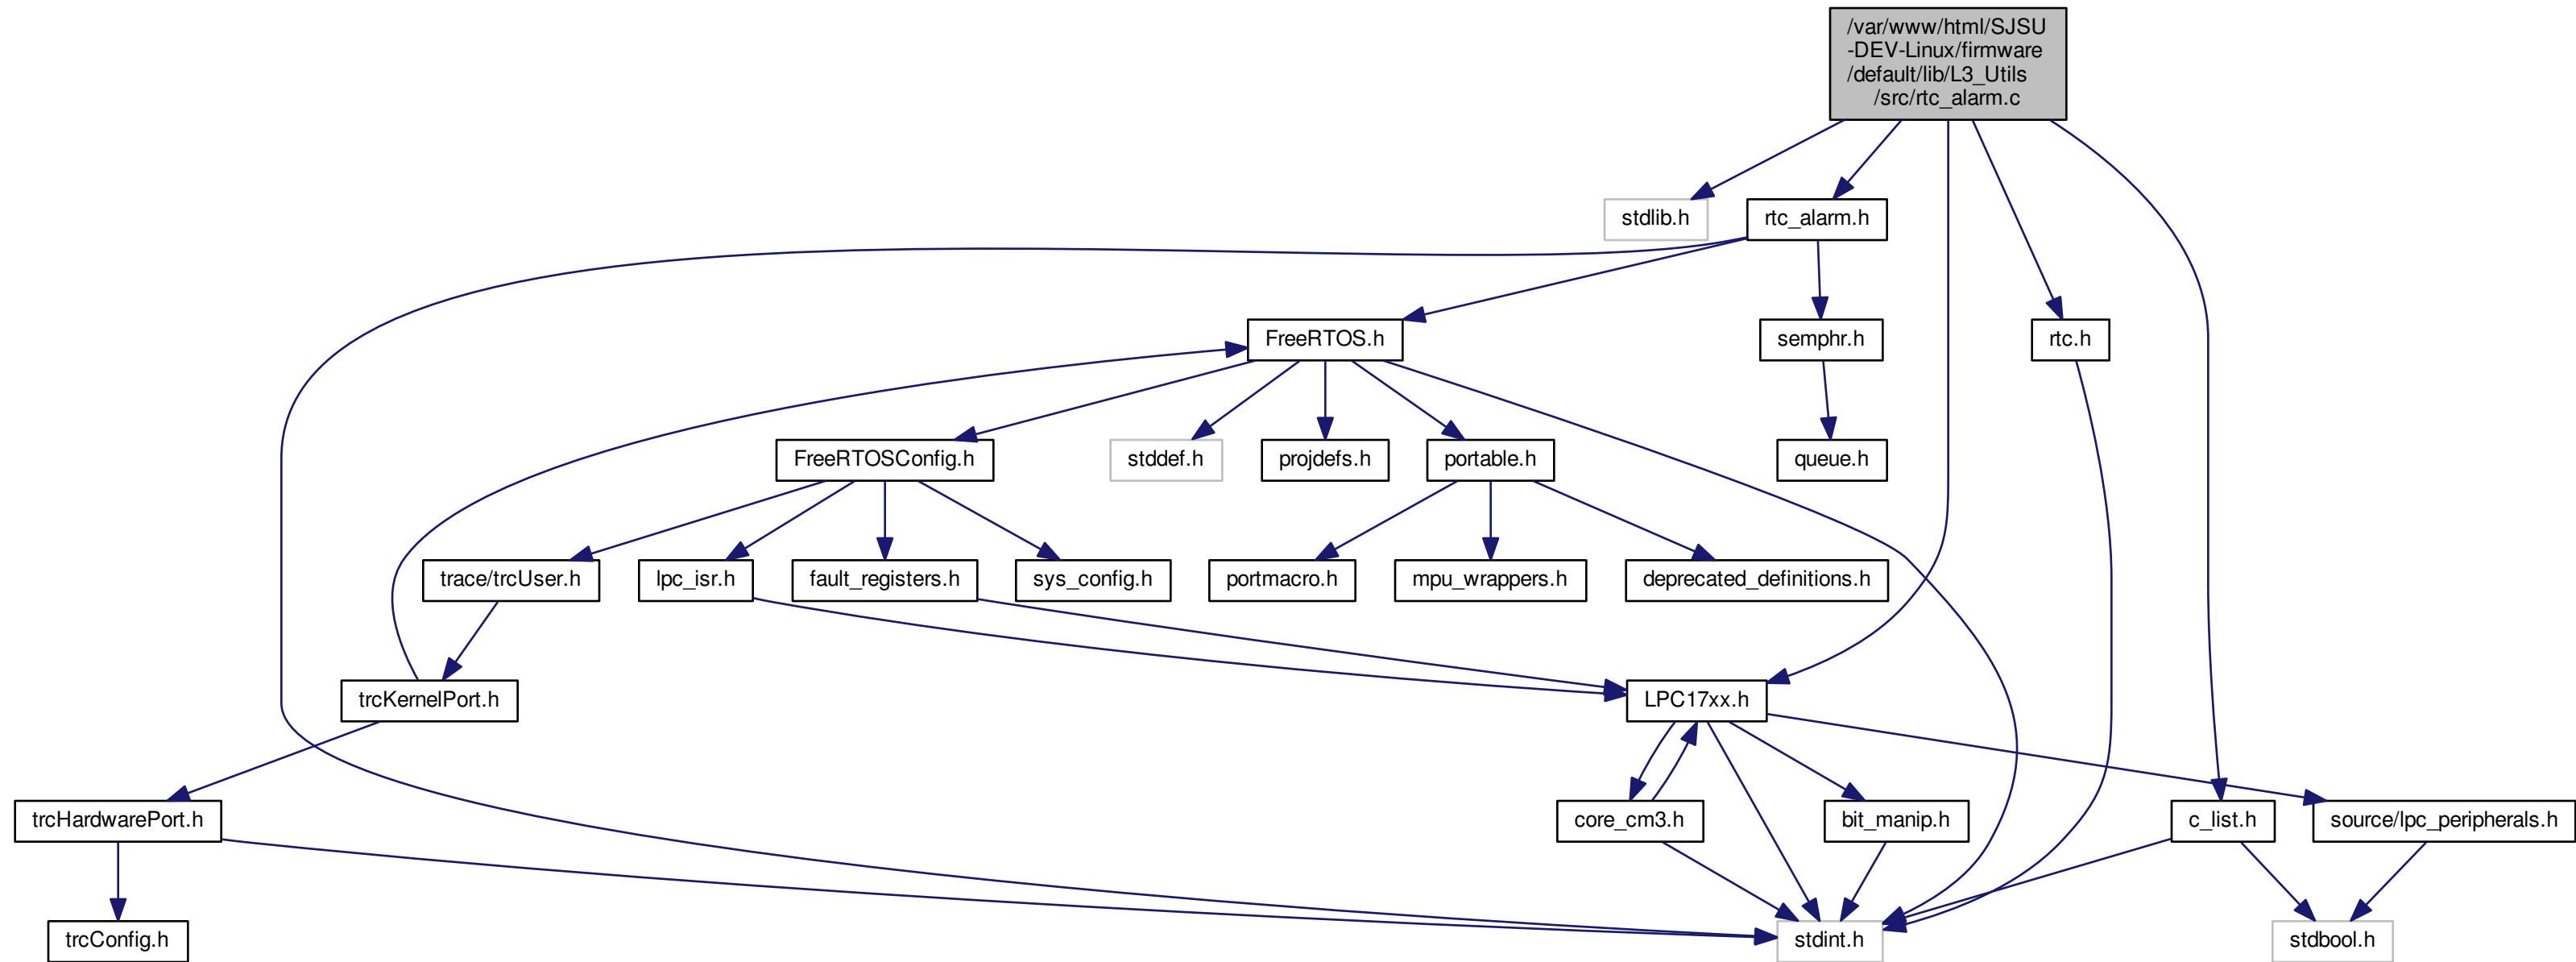 /var/www/html/SJSU
-DEV-Linux/firmware
/default/lib/L3_Utils
/src/rtc_alarm.c
stdlib.h
rtc_alarm.h
FreeRTOS.h
semphr.h
rtc.h
FreeRTOSConfig.h
stddef.h
projdefs.h
portable.h
queue.h
trace/trcUser.h
lpc_isr.h
fault_registers.h
sys_config.h
portmacro.h
mpu_wrappers.h
deprecated_definitions.h
trcKernelPort.h
LPC17xx.h
trcHardwarePort.h
core_cm3.h
bit_manip.h
c_list.h
source/lpc_peripherals.h
trcConfig.h
stdint.h
stdbool.h